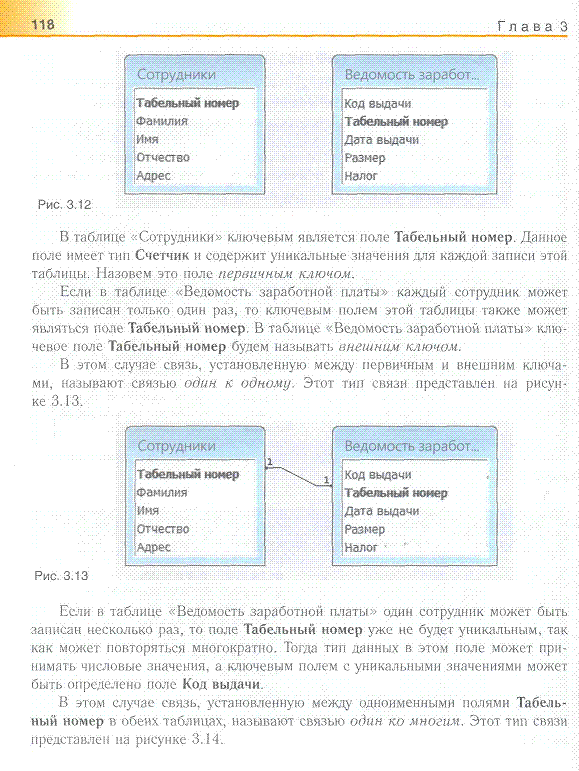 118
Глава 3
Сотрудники
Табельный номер
Фамилия
Имя
Отчество
Адрес
Ведомость заработ...
Код выдачи
Табельный номер
Дата выдачи
Размер
Налог
Рис. 3.12
В таблице «Сотрудники» ключевым является поле Табельный номер. Данное
поле имеет тип Счетчик и содержит уникальные значения для каждой записи этой
таблицы. Назовем это поле первичным ключом.
Если в таблице «Ведомость заработной платы» каждый сотрудник может
быть записан только один раз, то ключевым полем этой таблицы также может
являться поле Табельный номер. В таблице «Ведомость заработной платы» клю-
чевое поле Табельный номер будем называть внешним ключом.
В этом случае связь, установленную между первичным и внешним ключа-
ми, называют связью один к одному. Этот тип связи представлен на рисун-
ке 3.13.
Сотрудники
Табельный номер
Фамилия
Имя
Отчество
Адрес
1
1
Ведомость заработ...
Код выдачи
Табельный номер
Дата выдачи
Размер
Налог
Рис. 3.13
Если в таблице «Ведомость заработной платы» один сотрудник может быть
записан несколько раз, то поле Табельный номер уже не будет уникальным, так
как может повторяться многократно. Тогда тип данных в этом поле может при-
нимать числовые значения, а ключевым полем с уникальными значениями может
быть определено поле Код выдачи.
В этом случае связь, установленную между одноименными полями Табель-
ный номер в обеих таблицах, называют связью один ко многим. Этот тип связи
представлен на рисунке 3.14.